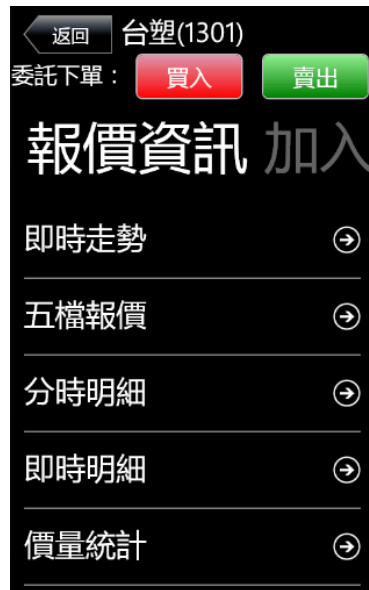 返回 台塑(1301)
委託下單： 買入 賣出
報價資訊 加入
即時走勢
五檔報價
分時明細
即時明細
價量統計